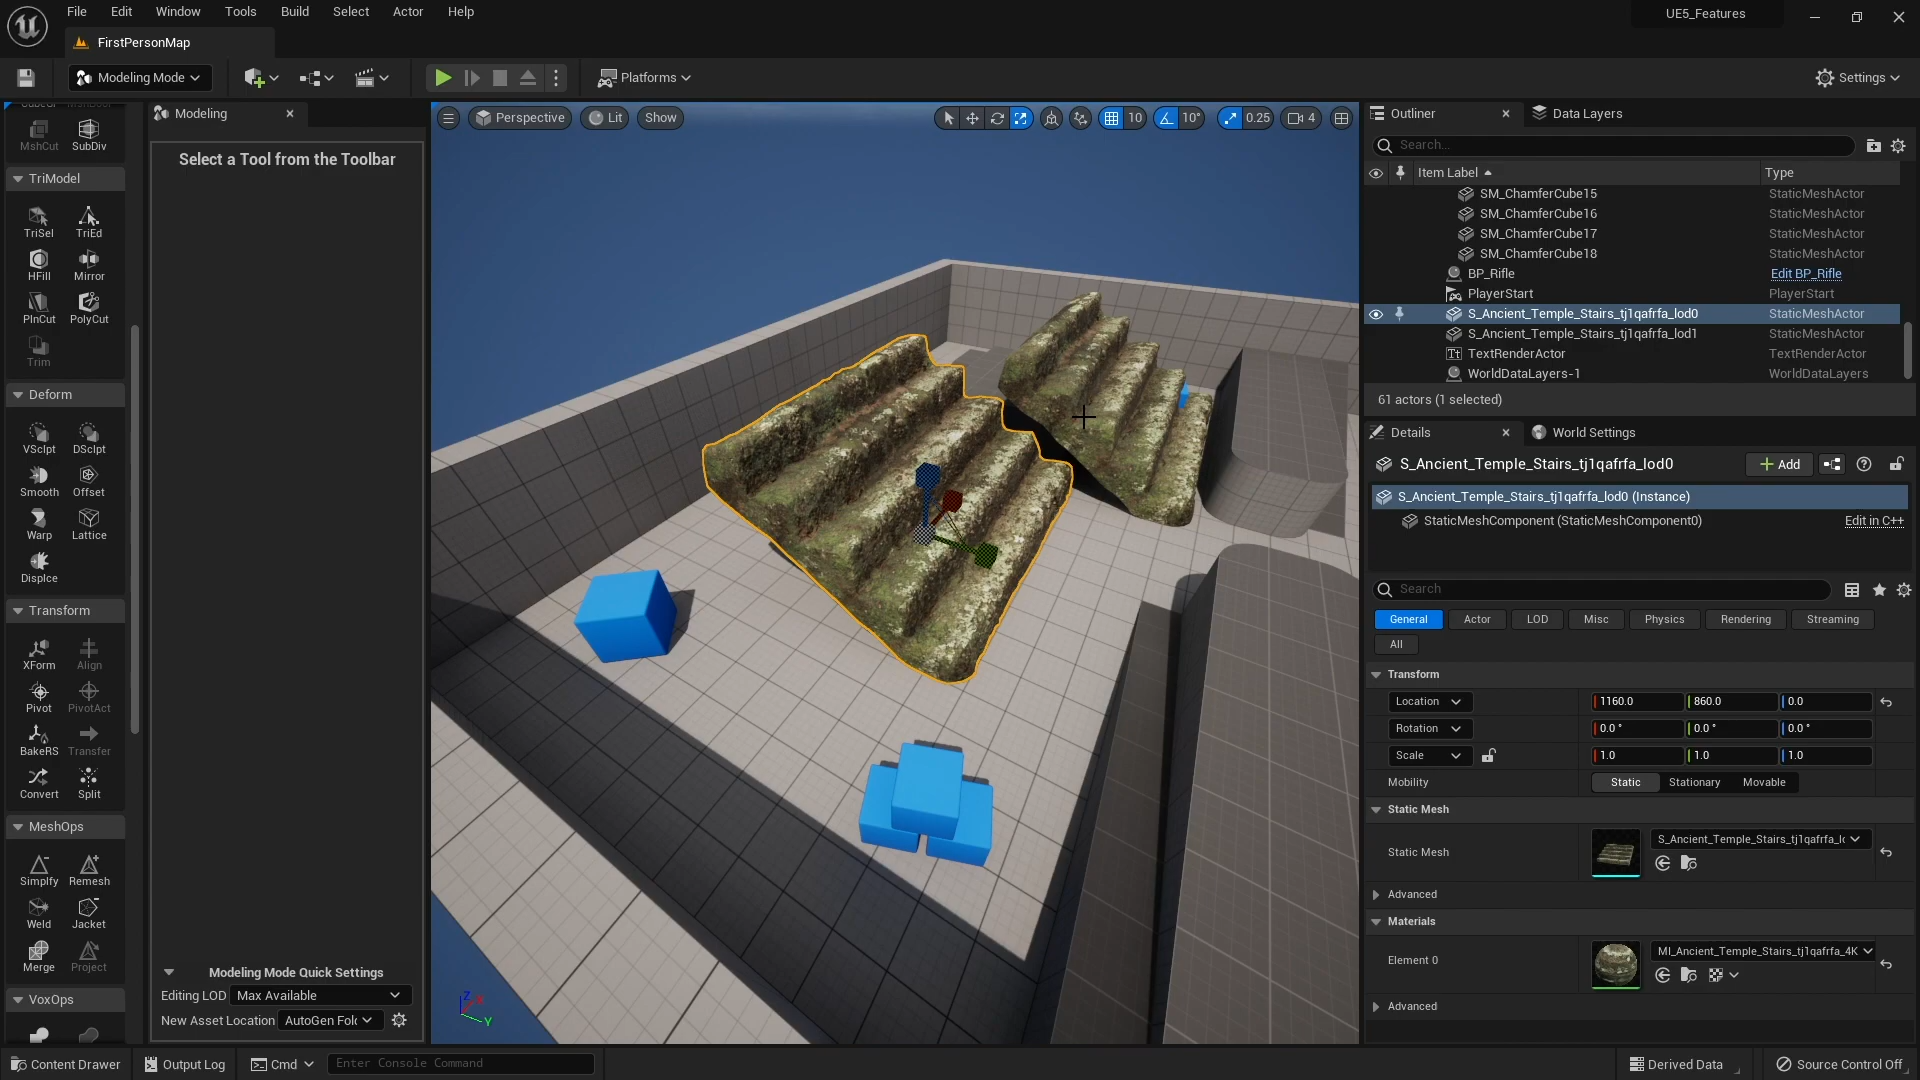 File Edit Window Tools Build Select Actor Help
UE5_Features
FirstPersonMap
Modeling Mode
Platforms
Settings
MshCut SubDiv
TriModel
TriSel TriEd
HFill Mirror
PlnCut PolyCut
Trim
Deform
VSclpt DSclpt
Smooth Offset
Warp Lattice
Displce
Transform
XForm Align
Pivot PivotAct
BakeRS Transfer
Convert Split
MeshOps
Simplfy Remesh
Weld Jacket
Merge Project
VoxOps
Modeling
Select a Tool from the Toolbar
Modeling Mode Quick Settings
Editing LOD Max Available
New Asset Location AutoGen Fol
Perspective Lit Show
10 10° 0.25 4
Z X
Y
Outliner Data Layers
Search...
Item Label Type
SM_ChamferCube15 StaticMeshActor
SM_ChamferCube16 StaticMeshActor
SM_ChamferCube17 StaticMeshActor
SM_ChamferCube18 StaticMeshActor
BP_Rifle Edit BP_Rifle
PlayerStart PlayerStart
S_Ancient_Temple_Stairs_tj1qafrfa_lod0 StaticMeshActor
S_Ancient_Temple_Stairs_tj1qafrfa_lod1 StaticMeshActor
Tt TextRenderActor TextRenderActor
WorldDataLayers-1 WorldDataLayers
61 actors (1 selected)
Details World Settings
S_Ancient_Temple_Stairs_tj1qafrfa_lod0 + Add
S_Ancient_Temple_Stairs_tj1qafrfa_lod0 (Instance)
StaticMeshComponent (StaticMeshComponent0) Edit in C++
Search
General Actor LOD Misc Physics Rendering Streaming
All
Transform
Location 1160.0 860.0 0.0
Rotation 0.0 ° 0.0 ° 0.0 °
Scale 1.0 1.0 1.0
Mobility Static Stationary Movable
Static Mesh
Static Mesh S_Ancient_Temple_Stairs_tj1qafrfa_lo
Advanced
Materials
Element 0 MI_Ancient_Temple_Stairs_tj1qafrfa_4K
Advanced
Content Drawer Output Log Cmd Enter Console Command
Derived Data Source Control Off